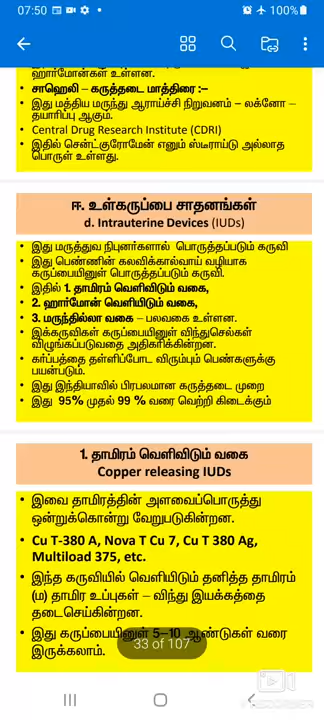 07:50
100%
ஹார்மோன்கள் உள்ளன.
• சாஹெலி – கருத்தடை மாத்திரை :–
• இது மத்திய மருந்து ஆராய்ச்சி நிறுவனம் – லக்னோ –
தயாரிப்பு ஆகும்.
• Central Drug Research Institute (CDRI)
• இதில் சென்ட்குரோமேன் எனும் ஸ்டீராய்டு அல்லாத
பொருள் உள்ளது.
ஈ. உள்கருப்பை சாதனங்கள்
d. Intrauterine Devices (IUDs)
• இது மருத்துவ நிபுனர்களால் பொருத்தப்படும் கருவி
• இது பெண்ணின் கலவிக்கால்வாய் வழியாக
கருப்பையினுள் பொருத்தப்படும் கருவி.
• இதில் 1. தாமிரம் வெளிவிடும் வகை,
• 2. ஹார்மோன் வெளியிடும் வகை,
• 3. மருந்தில்லா வகை – பலவகை உள்ளன.
• இக்கருவிகள் கருப்பையினுள் விந்துசெல்கள்
விழுங்கப்படுவதை அதிகரிக்கின்றன.
• கர்ப்பத்தை தள்ளிப்போட விரும்பும் பெண்களுக்கு
பயன்படும்.
• இது இந்தியாவில் பிரபலமான கருத்தடை முறை
• இது 95% முதல் 99 % வரை வெற்றி கிடைக்கும்
1. தாமிரம் வெளிவிடும் வகை
Copper releasing IUDs
• இவை தாமிரத்தின் அளவைப்பொருத்து
ஒன்றுக்கொன்று வேறுபடுகின்றன.
• Cu T-380 A, Nova T Cu 7, Cu T 380 Ag,
Multiload 375, etc.
• இந்த கருவியில் வெளியிடும் தனித்த தாமிரம்
(ம) தாமிர உப்புகள் – விந்து இயக்கத்தை
தடைசெய்கின்றன.
• இது கருப்பையினுள் 5–10 ஆண்டுகள் வரை
இருக்கலாம்.
33 of 107